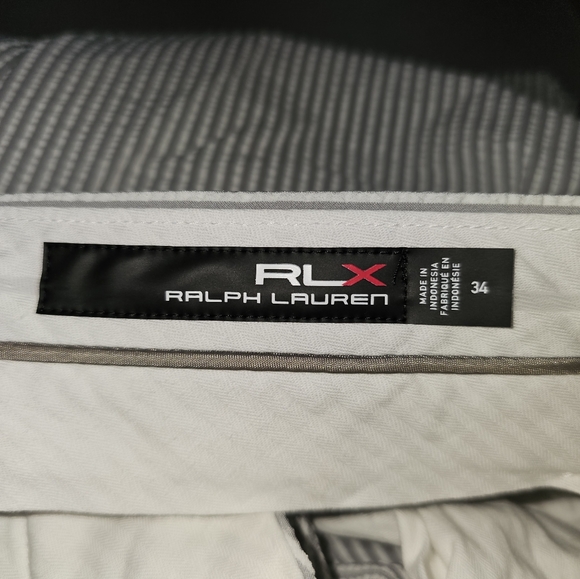 RLX
RALPH LAUREN
MADE IN
INDONESIA
FABRIQUÉ EN
INDONÉSIE
34